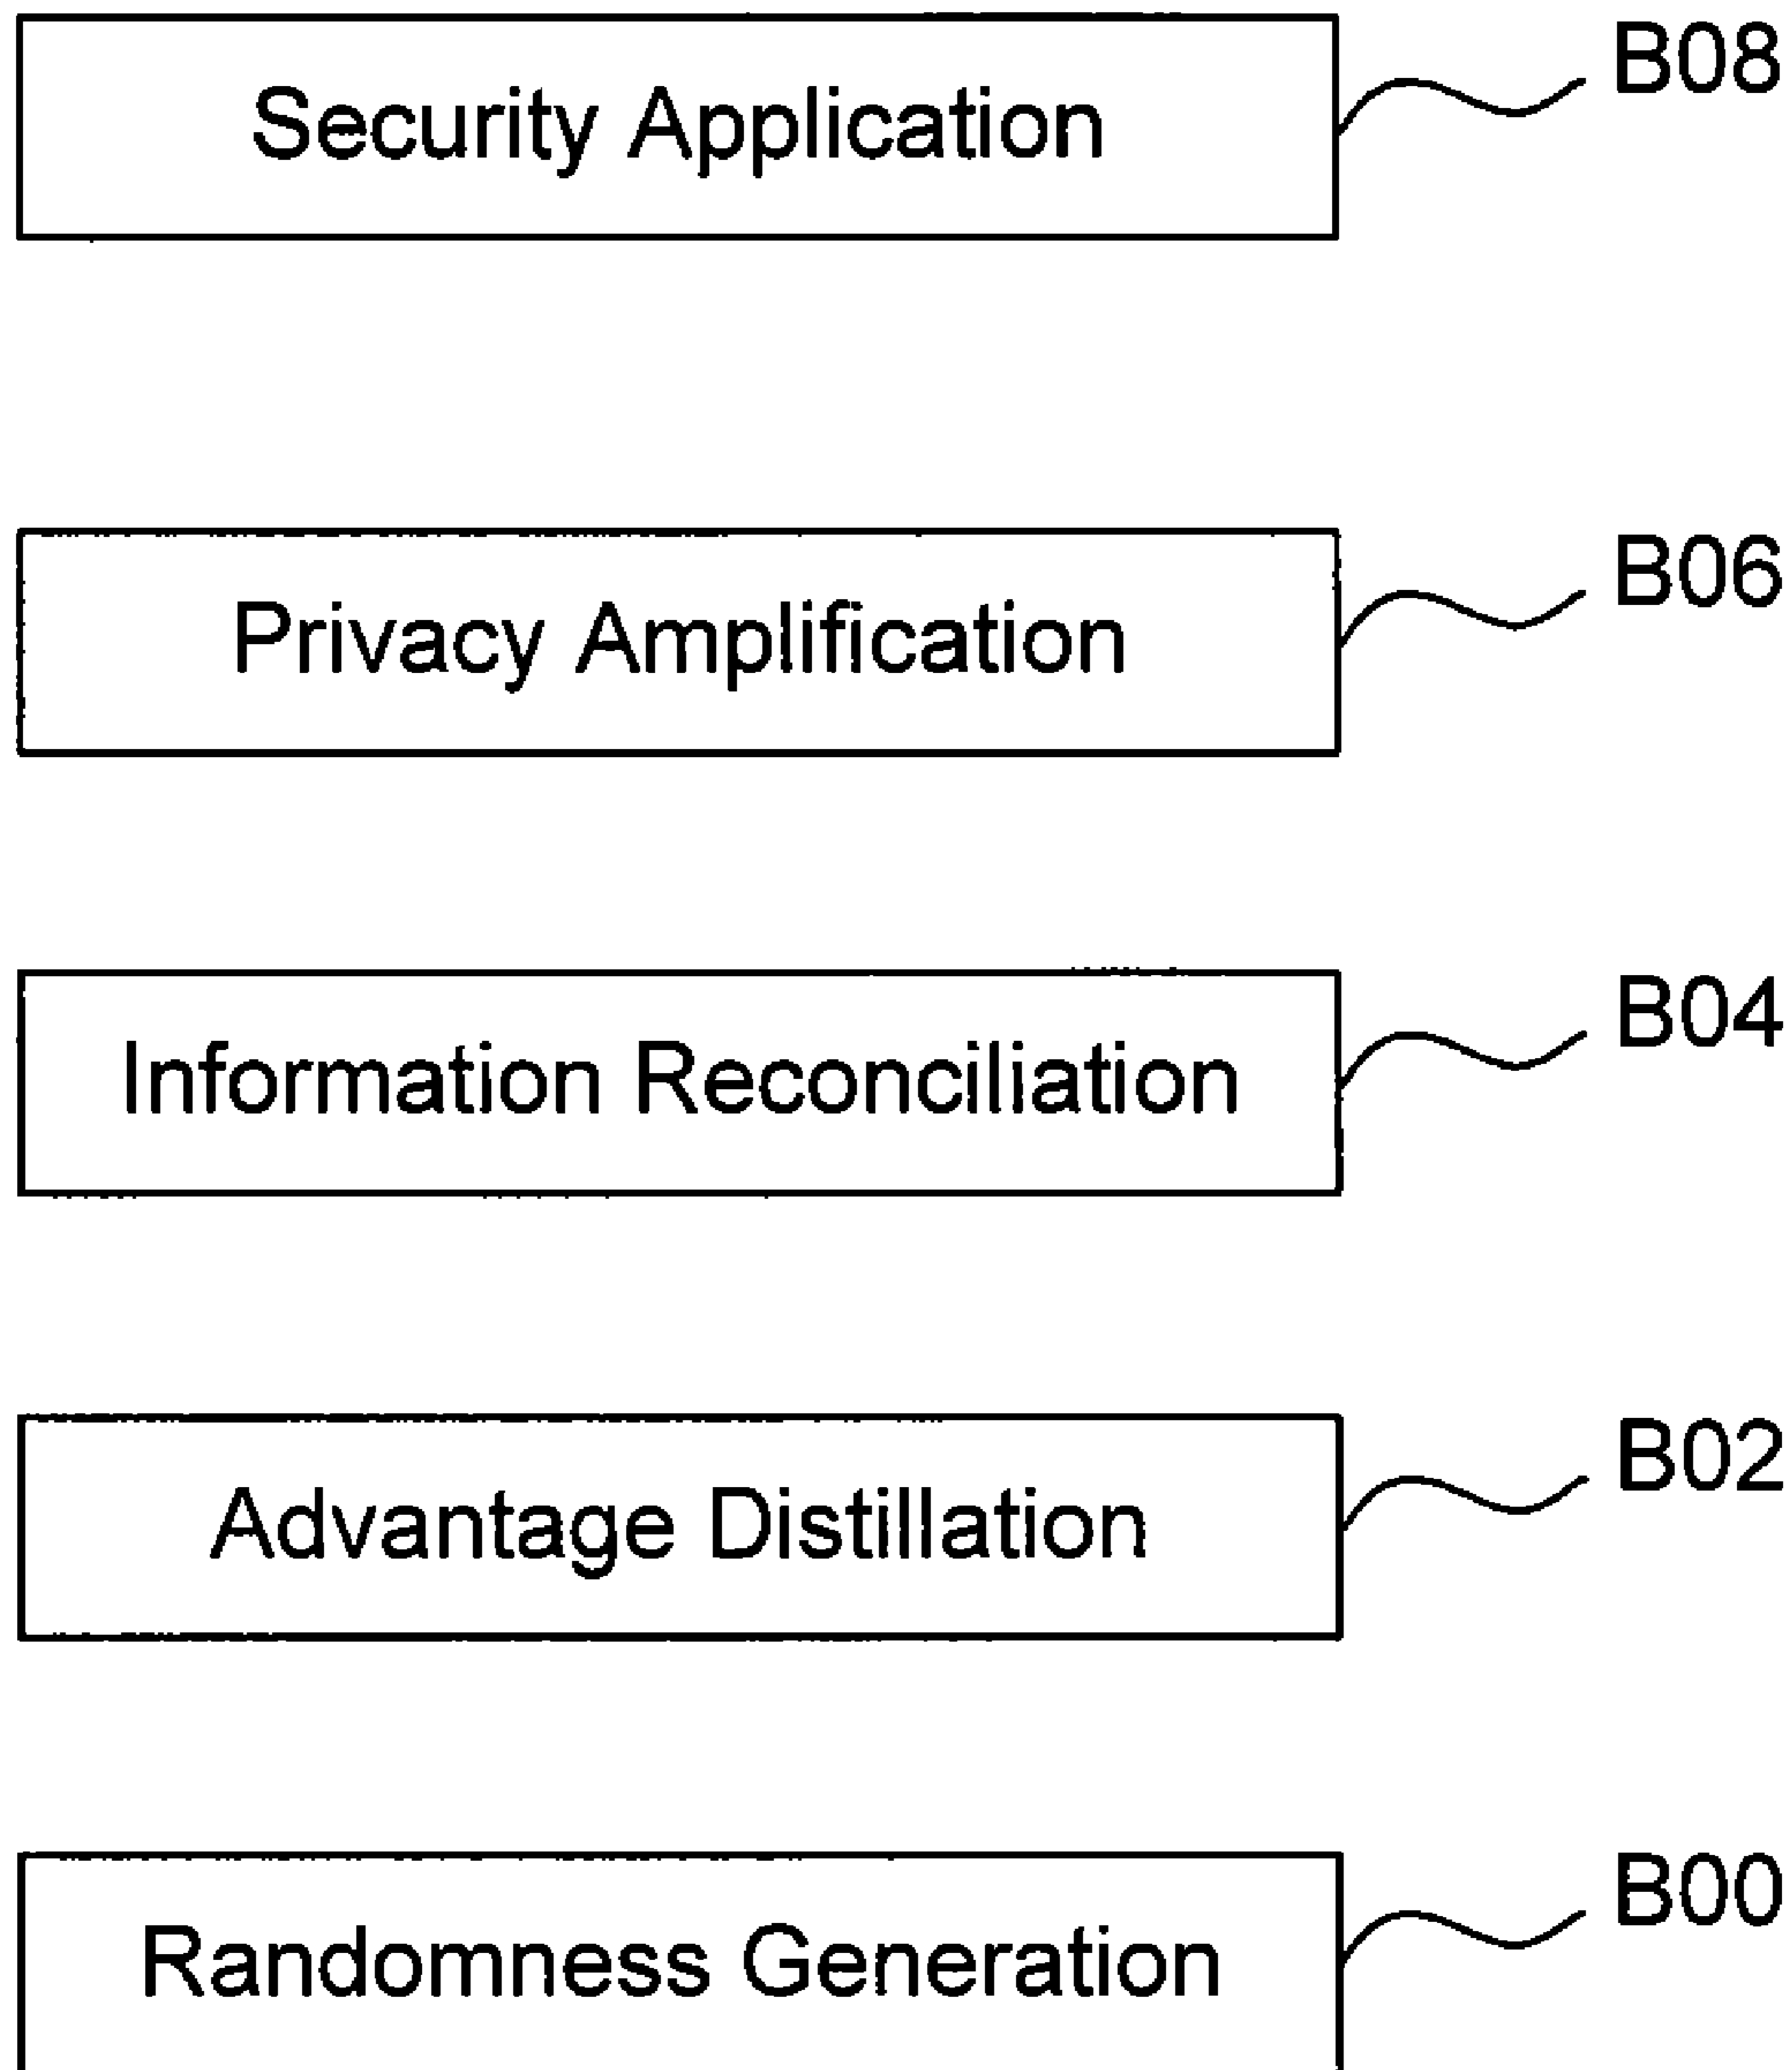 Security Application
B08
Privacy Amplification
B06
Information Reconciliation
B04
Advantage Distillation
B02
Randomness Generation
B00